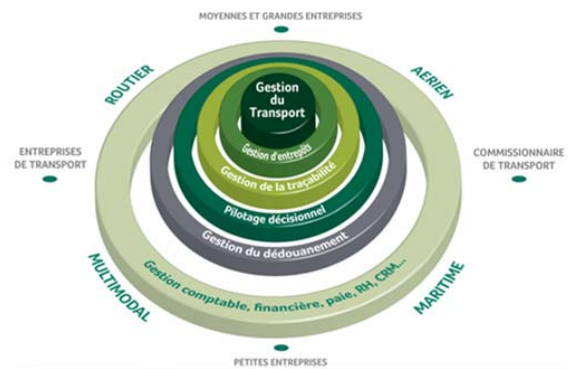 MOYENNES ET GRANDES ENTREPRISES
ROUTIER
AERIEN
Gestion
du
Transport
ENTREPRISES
DE TRANSPORT
COMMISSIONNAIRE
DE TRANSPORT
Gestion d'entrepôts
Gestion de la traçabilité
Pilotage décisionnel
Gestion du dédouanement
Gestion comptable, financière, paie, RH, CRM...
MULTIMODAL
MARITIME
PETITES ENTREPRISES